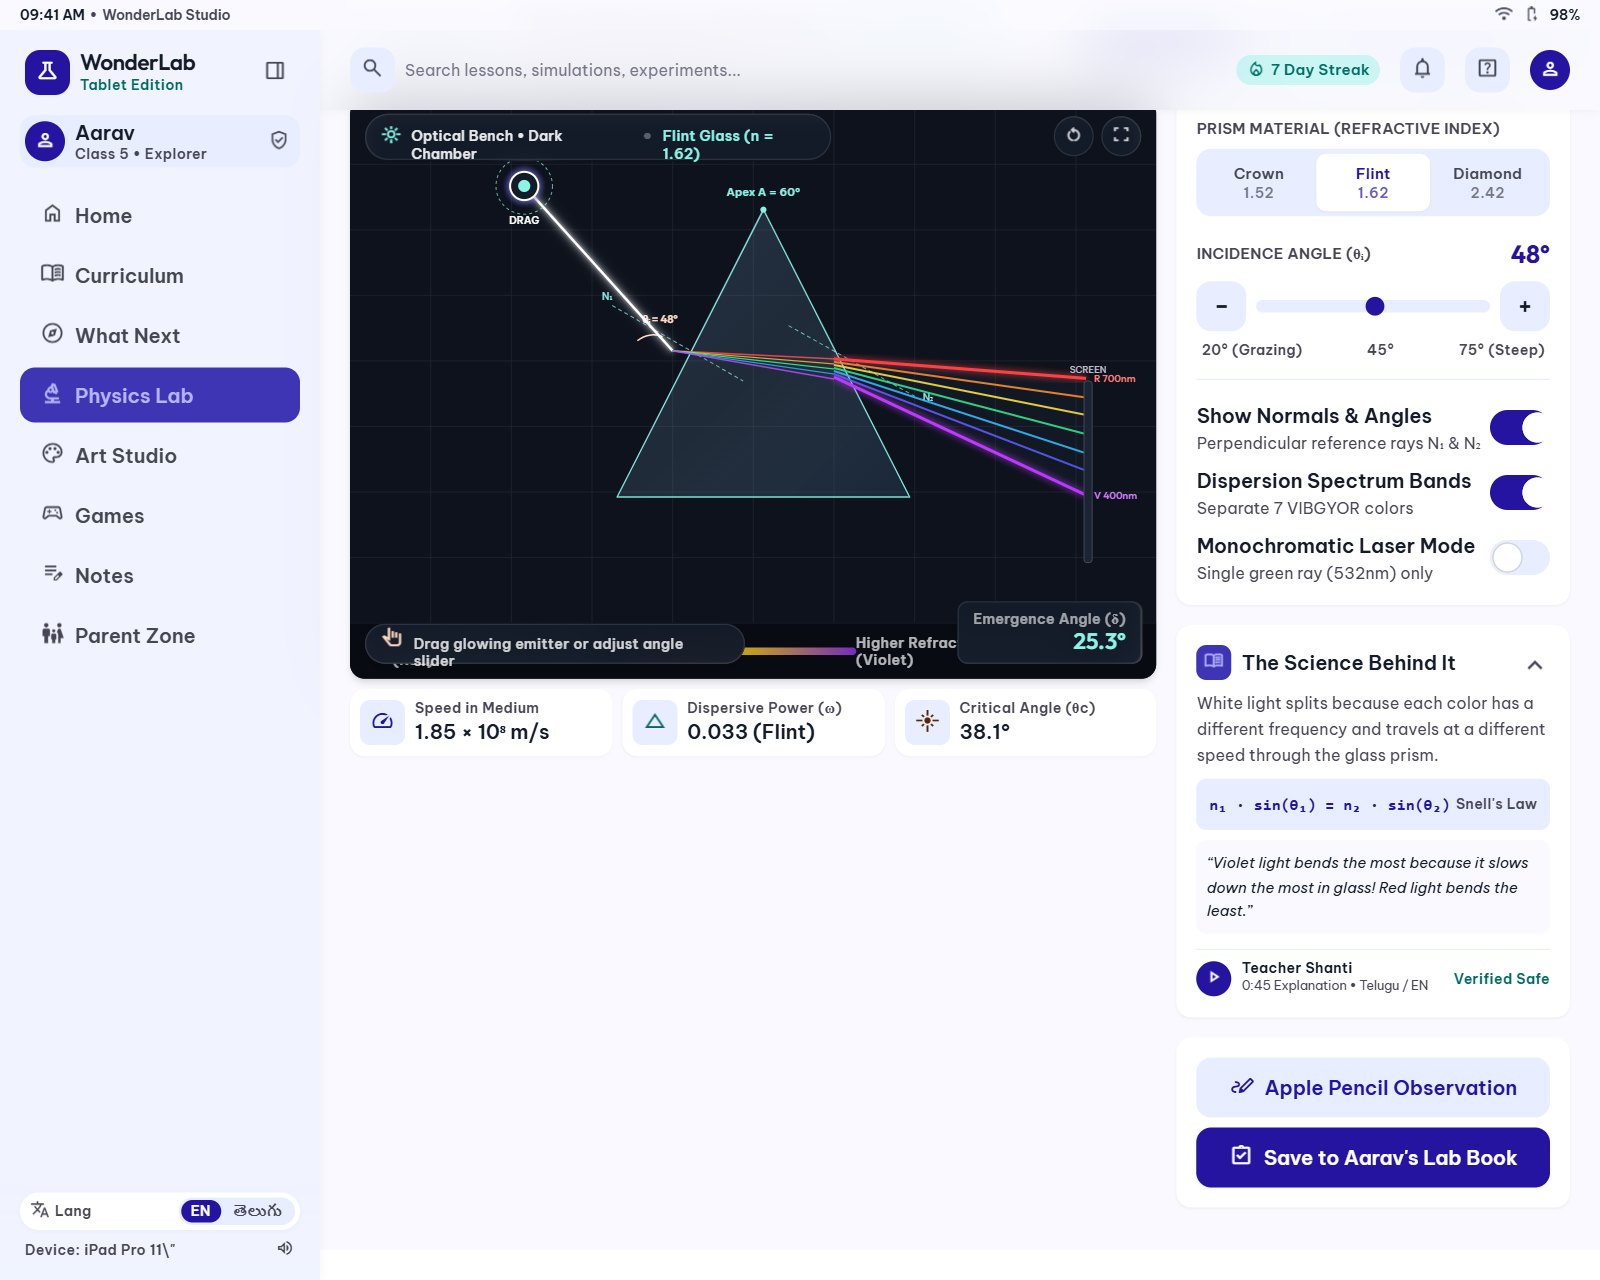 09:41 AM • WonderLab Studio
98%
WonderLab
Tablet Edition
Aarav
Class 5 • Explorer
Home
Curriculum
What Next
Physics Lab
Art Studio
Games
Notes
Parent Zone
Lang
EN
తెలుగు
Device: iPad Pro 11\"
Search lessons, simulations, experiments...
7 Day Streak
Optical Bench • Dark
Chamber
Flint Glass (n =
1.62)
DRAG
Apex A = 60°
N₁
= 48°
N₂
SCREEN
R 700nm
V 400nm
Drag glowing emitter or adjust angle
slider
Higher Refrac
(Violet)
Emergence Angle (δ)
25.3°
Speed in Medium
1.85 × 10⁸ m/s
Dispersive Power (ω)
0.033 (Flint)
Critical Angle (θc)
38.1°
PRISM MATERIAL (REFRACTIVE INDEX)
Crown
1.52
Flint
1.62
Diamond
2.42
INCIDENCE ANGLE (θᵢ)
48°
−
+
20° (Grazing)
45°
75° (Steep)
Show Normals & Angles
Perpendicular reference rays N₁ & N₂
Dispersion Spectrum Bands
Separate 7 VIBGYOR colors
Monochromatic Laser Mode
Single green ray (532nm) only
The Science Behind It
White light splits because each color has a
different frequency and travels at a different
speed through the glass prism.
n₁ · sin(θ₁) = n₂ · sin(θ₂)
Snell's Law
“Violet light bends the most because it slows
down the most in glass! Red light bends the
least.”
Teacher Shanti
0:45 Explanation • Telugu / EN
Verified Safe
Apple Pencil Observation
Save to Aarav's Lab Book